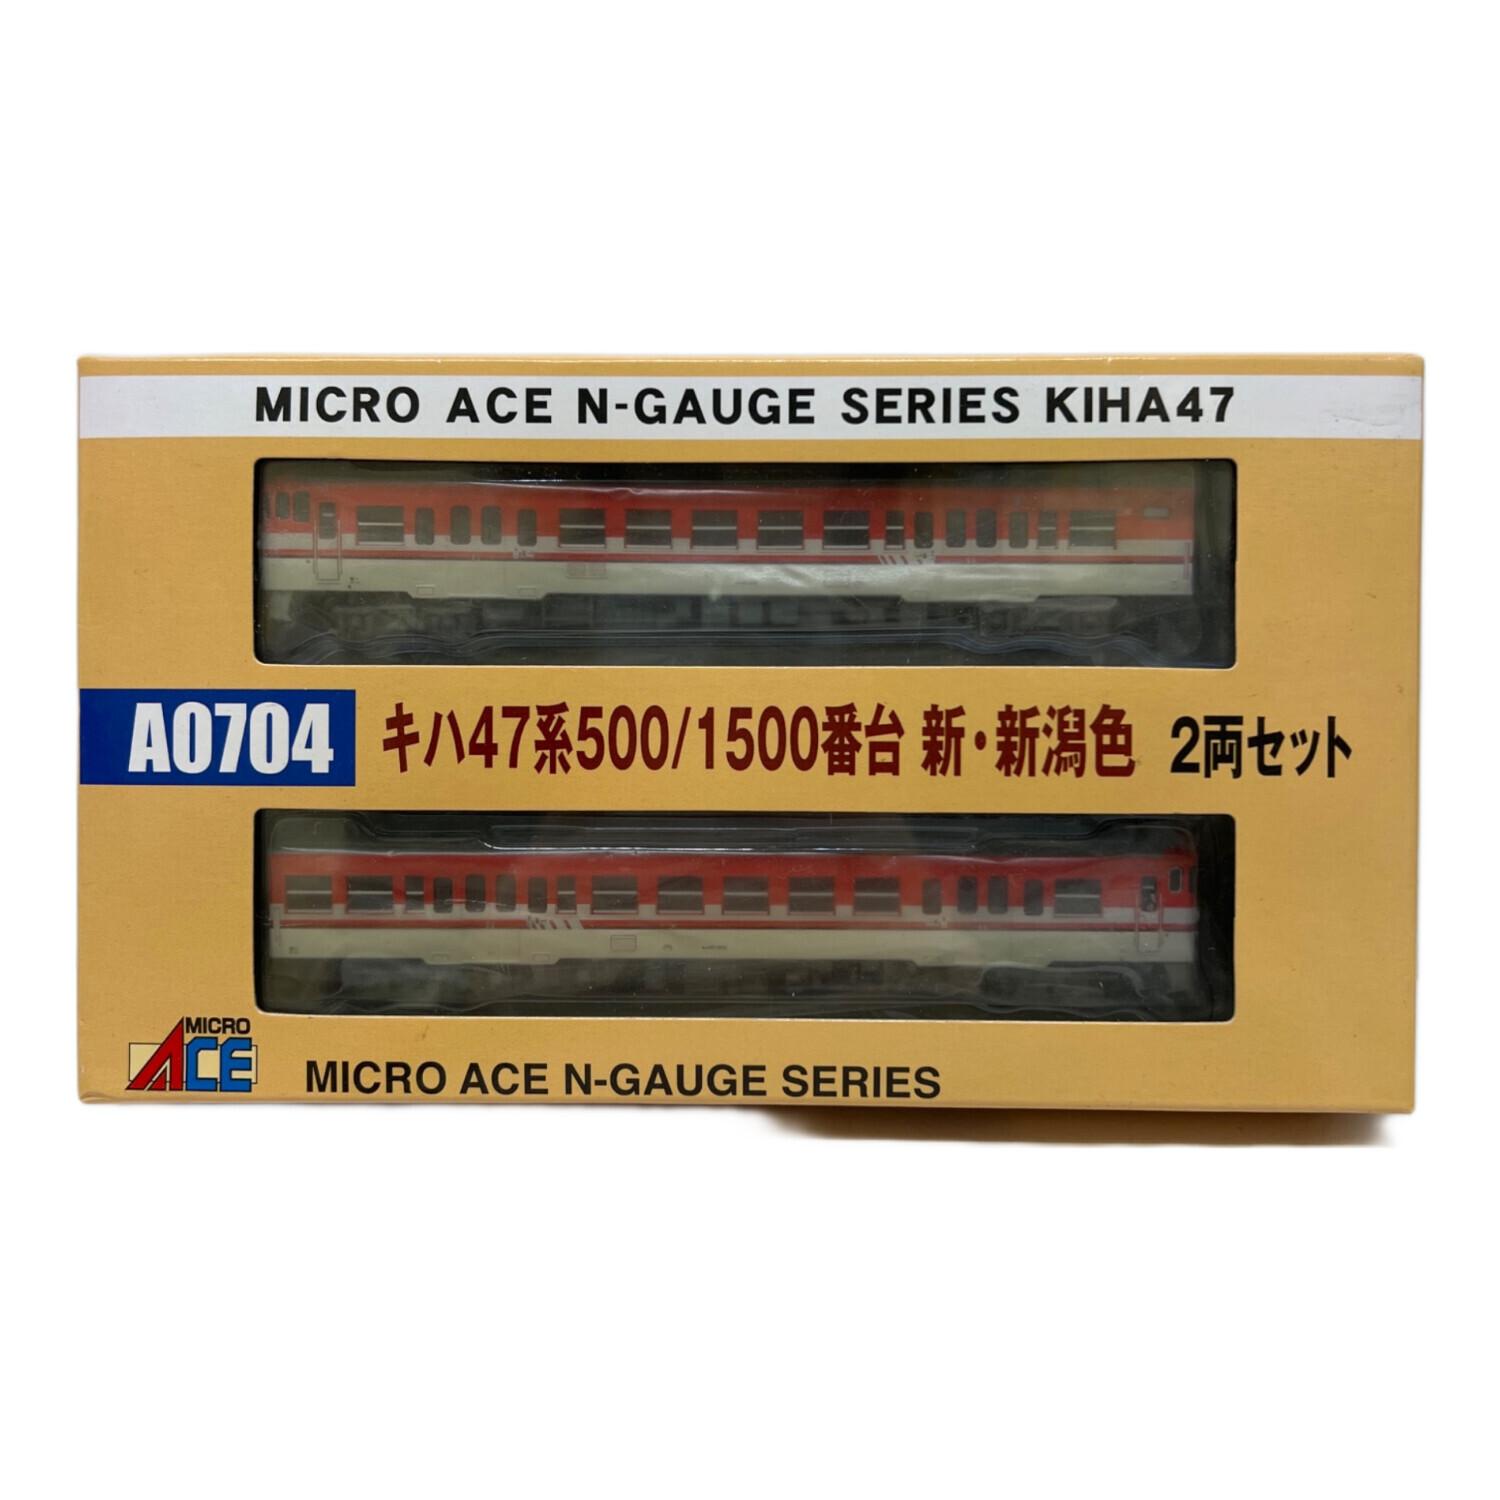 MICRO ACE N-GAUGE SERIES KIHA47
A0704 キハ47系500/1500番台 新・新潟色 2両セット
MICRO
ACE
MICRO ACE N-GAUGE SERIES